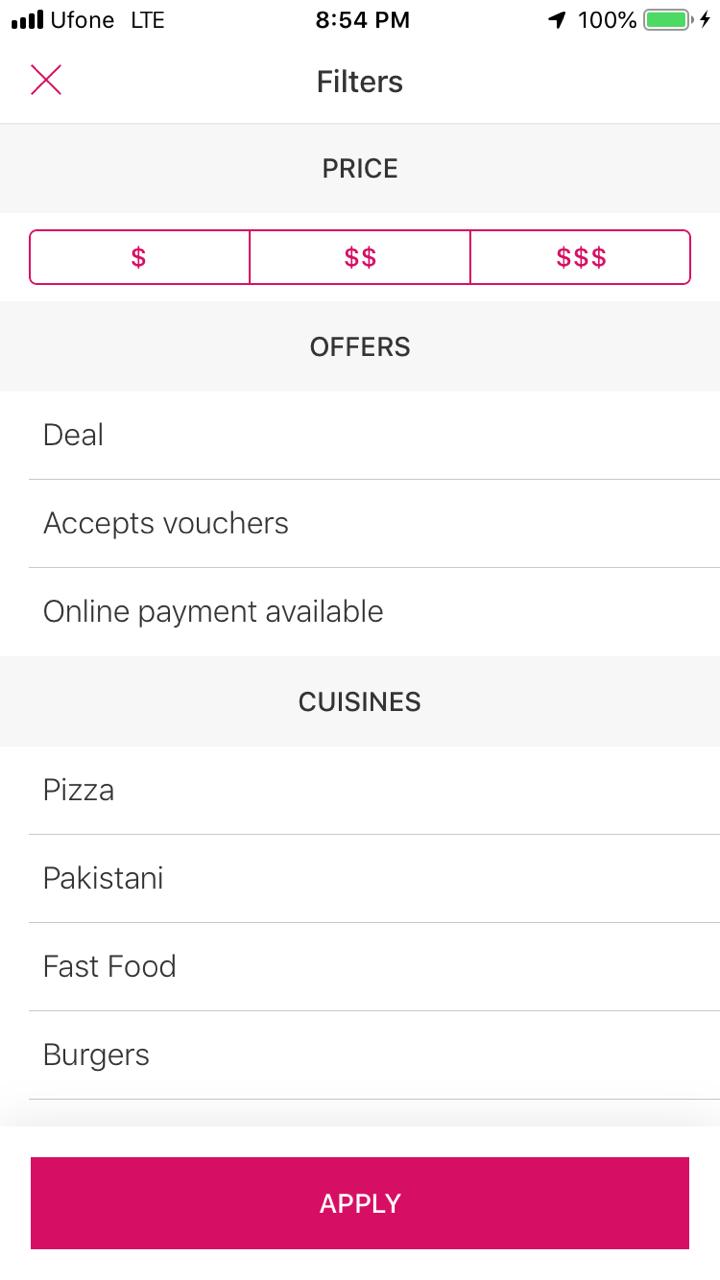 Ufone LTE 8:54 PM 100%
Filters
PRICE
$ $$ $$$
OFFERS
Deal
Accepts vouchers
Online payment available
CUISINES
Pizza
Pakistani
Fast Food
Burgers
APPLY